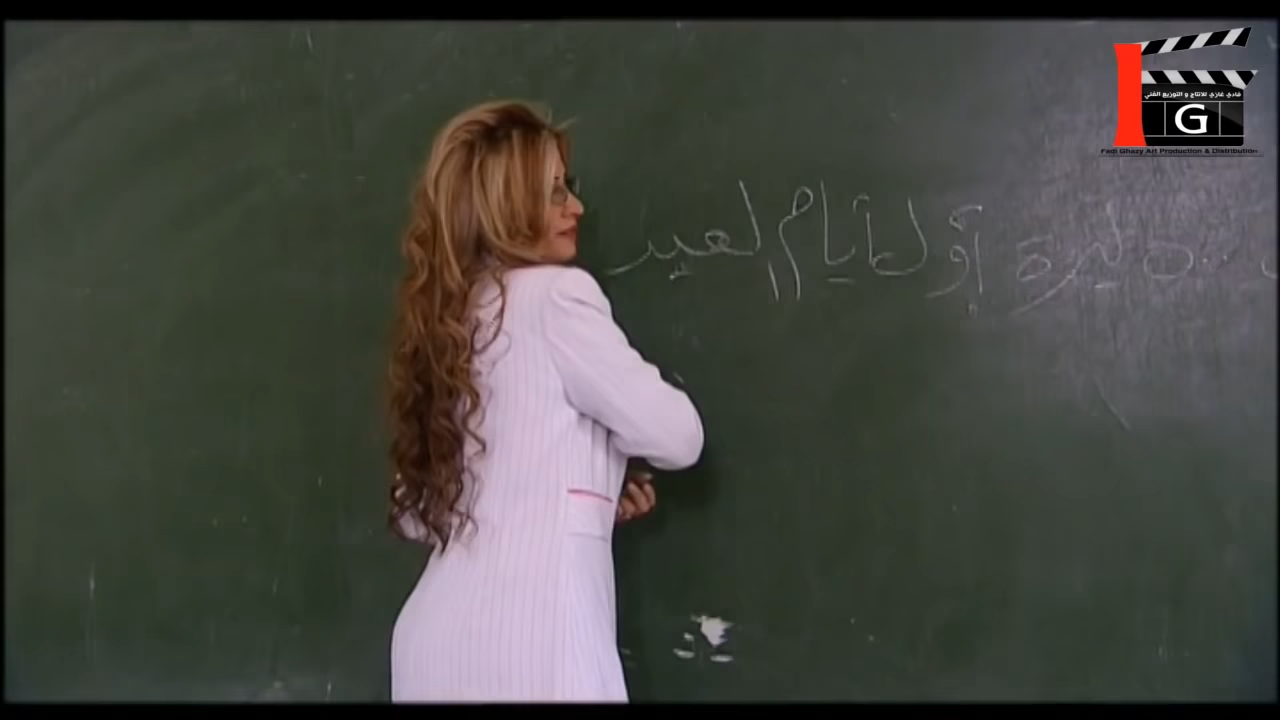 فادي غازي للانتاج و التوزيع الفني
G
Fadi Ghazy Art Production & Distribution
أول أيام العيد